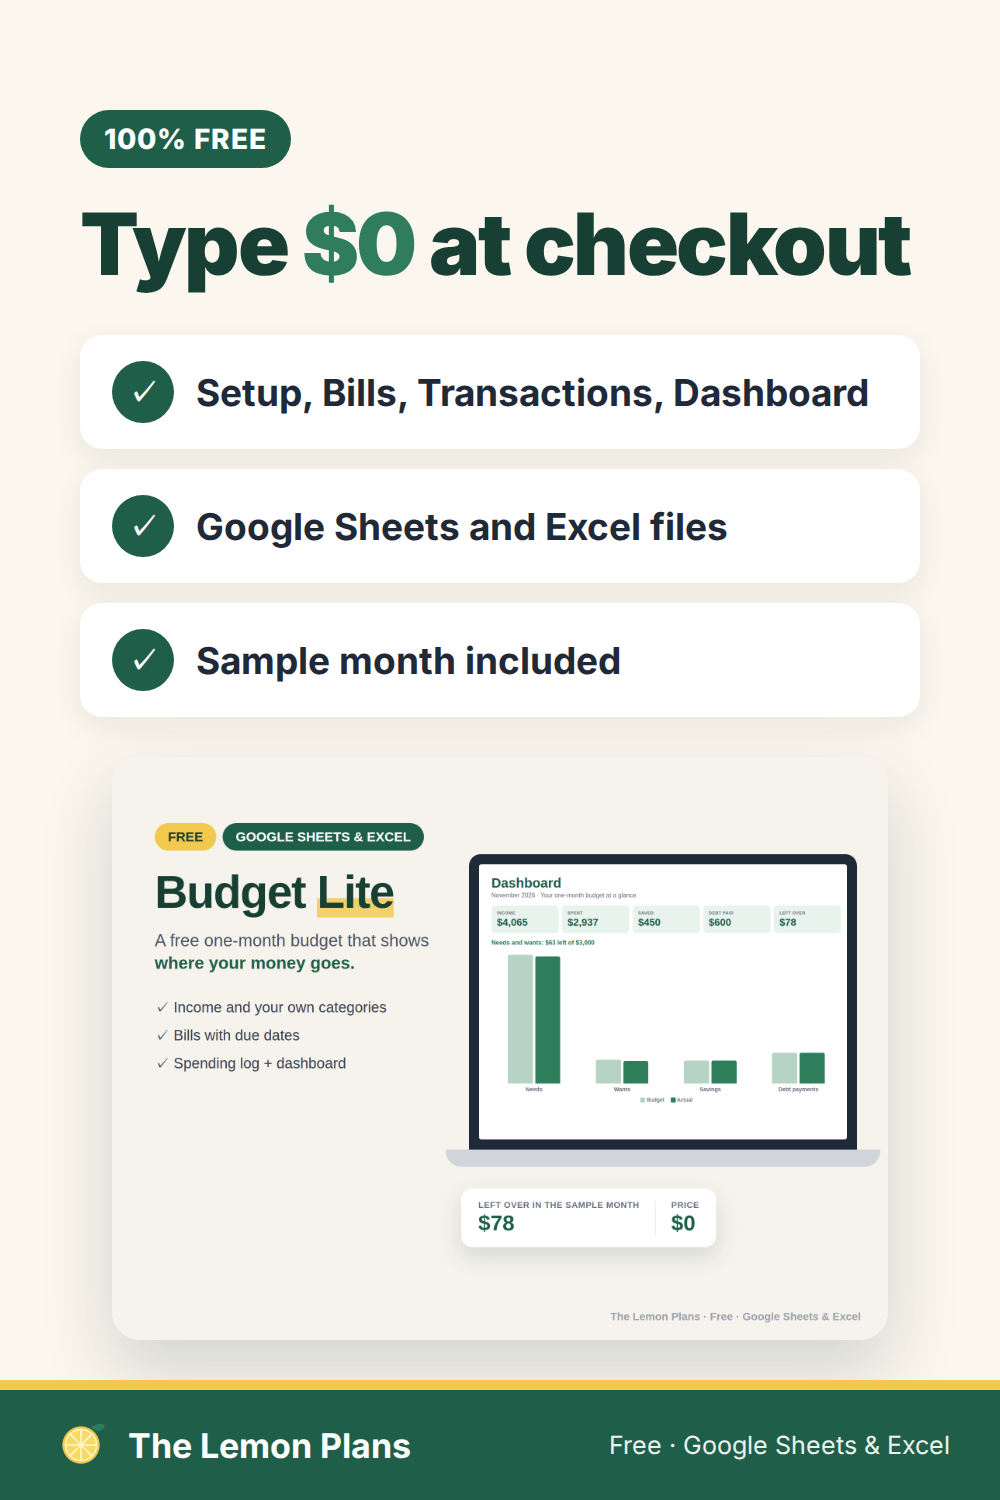 100% FREE
Type $0 at checkout
✓ Setup, Bills, Transactions, Dashboard
✓ Google Sheets and Excel files
✓ Sample month included
FREE GOOGLE SHEETS & EXCEL
Budget Lite
A free one-month budget that shows
where your money goes.
✓ Income and your own categories
✓ Bills with due dates
✓ Spending log + dashboard
Dashboard
November 2026 · Your one-month budget at a glance
INCOME SPENT SAVED DEBT PAID LEFT OVER
$4,065 $2,937 $450 $600 $78
Needs and wants: $63 left of $3,000
Needs Wants Savings Debt payments
Budget Actual
LEFT OVER IN THE SAMPLE MONTH PRICE
$78 $0
The Lemon Plans · Free · Google Sheets & Excel
The Lemon Plans Free · Google Sheets & Excel